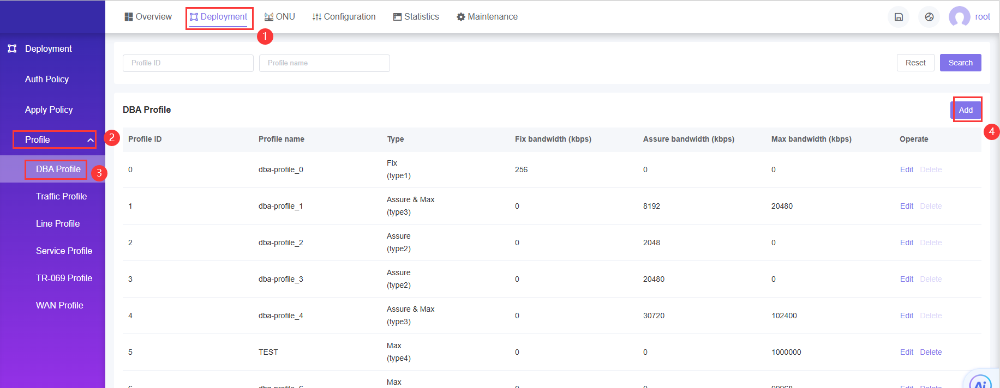 Overview Deployment ONU Configuration Statistics Maintenance root
1
Deployment
Auth Policy
Apply Policy
Profile
2
DBA Profile
3
Traffic Profile
Line Profile
Service Profile
TR-069 Profile
WAN Profile
Profile ID Profile name Reset Search
DBA Profile Add
4
Profile ID Profile name Type Fix bandwidth (kbps) Assure bandwidth (kbps) Max bandwidth (kbps) Operate
0 dba-profile_0 Fix (type1) 256 0 0 Edit Delete
1 dba-profile_1 Assure & Max (type3) 0 8192 20480 Edit Delete
2 dba-profile_2 Assure (type2) 0 2048 0 Edit Delete
3 dba-profile_3 Assure (type2) 0 20480 0 Edit Delete
4 dba-profile_4 Assure & Max (type3) 0 30720 102400 Edit Delete
5 TEST Max (type4) 0 0 1000000 Edit Delete
Max
Ai